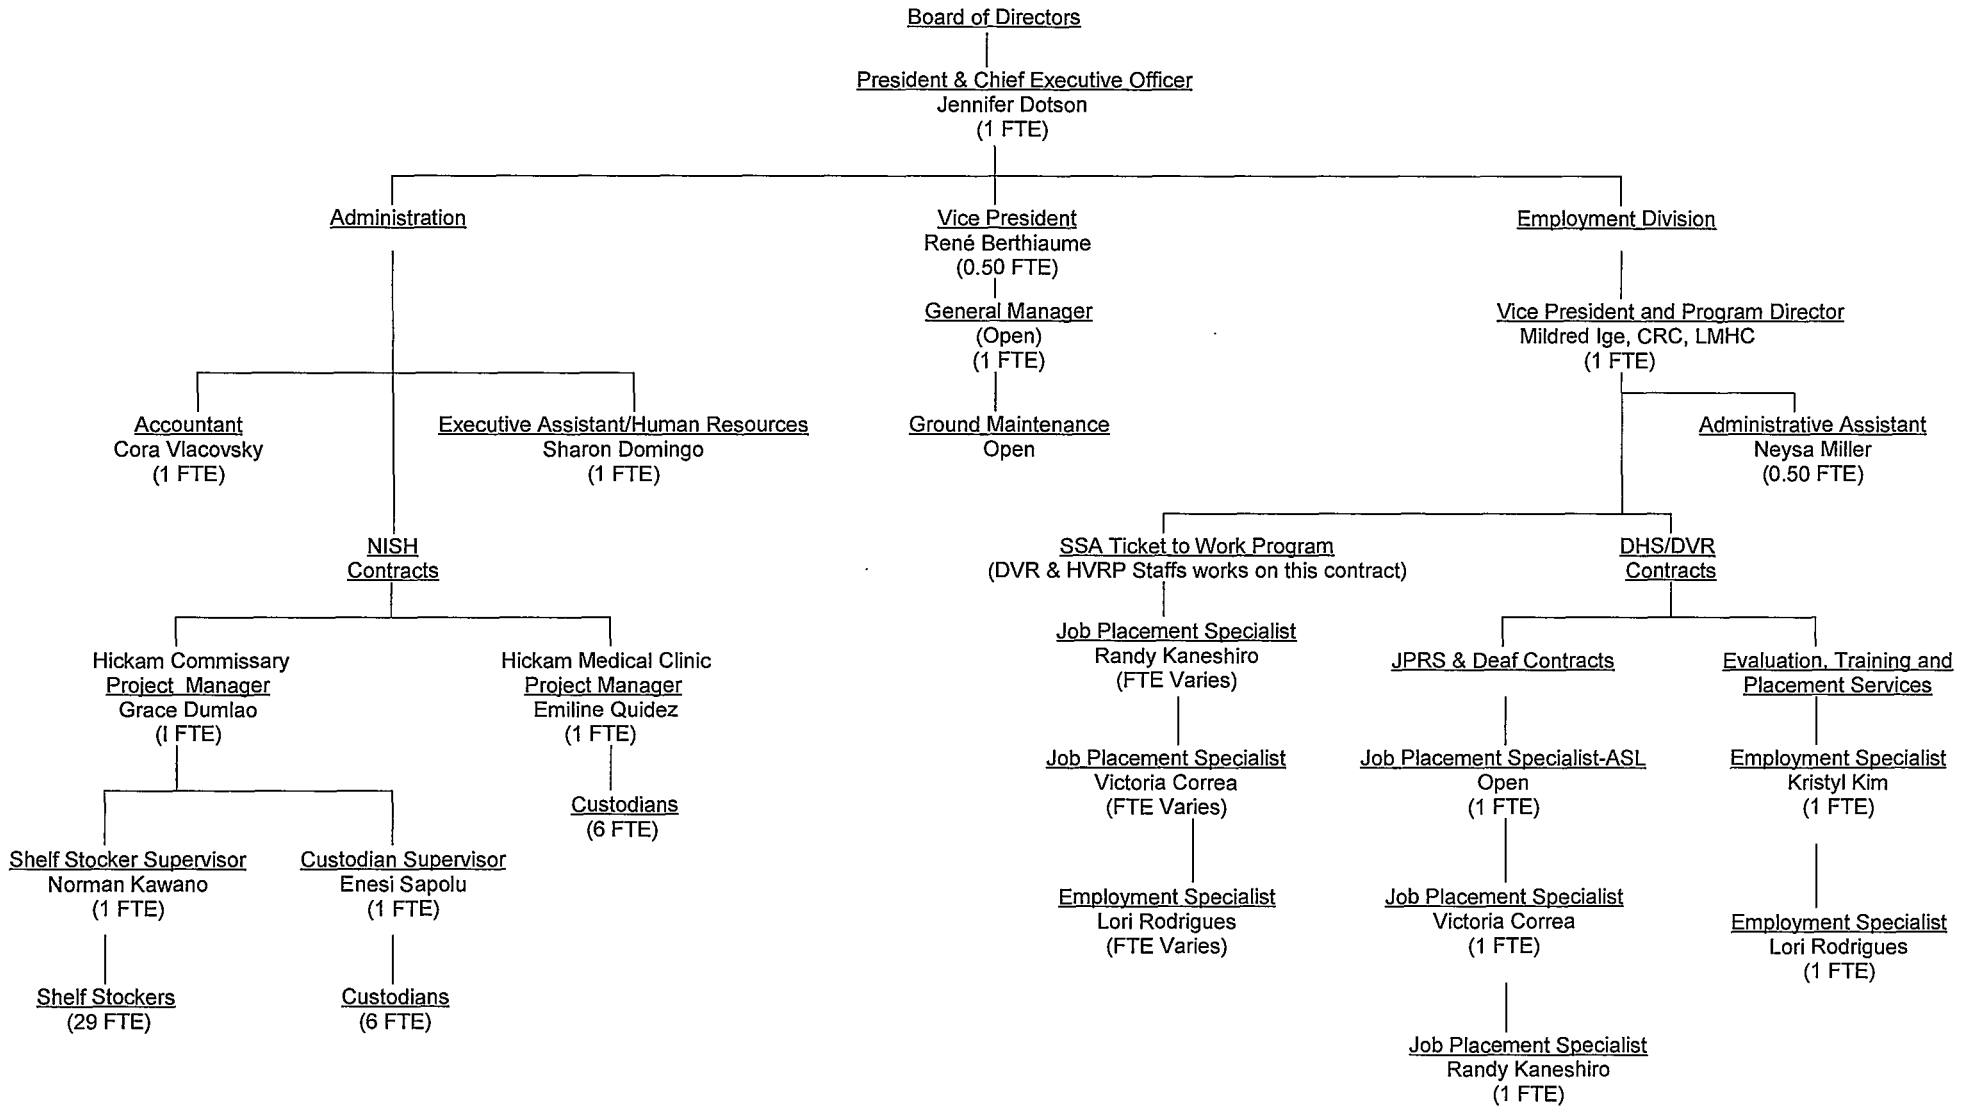 Board of Directors
President & Chief Executive Officer
Jennifer Dotson
(1 FTE)
Administration
Vice President
René Berthiaume
(0.50 FTE)
General Manager
(Open)
(1 FTE)
Ground Maintenance
Open
Employment Division
Vice President and Program Director
Mildred Ige, CRC, LMHC
(1 FTE)
Administrative Assistant
Neysa Miller
(0.50 FTE)
Accountant
Cora Vlacovsky
(1 FTE)
Executive Assistant/Human Resources
Sharon Domingo
(1 FTE)
NISH
Contracts
Hickam Commissary
Project Manager
Grace Dumlao
(I FTE)
Hickam Medical Clinic
Project Manager
Emiline Quidez
(1 FTE)
Custodians
(6 FTE)
Shelf Stocker Supervisor
Norman Kawano
(1 FTE)
Custodian Supervisor
Enesi Sapolu
(1 FTE)
Shelf Stockers
(29 FTE)
Custodians
(6 FTE)
SSA Ticket to Work Program
(DVR & HVRP Staffs works on this contract)
Job Placement Specialist
Randy Kaneshiro
(FTE Varies)
Job Placement Specialist
Victoria Correa
(FTE Varies)
Employment Specialist
Lori Rodrigues
(FTE Varies)
DHS/DVR
Contracts
JPRS & Deaf Contracts
Job Placement Specialist-ASL
Open
(1 FTE)
Job Placement Specialist
Victoria Correa
(1 FTE)
Job Placement Specialist
Randy Kaneshiro
(1 FTE)
Evaluation, Training and
Placement Services
Employment Specialist
Kristyl Kim
(1 FTE)
Employment Specialist
Lori Rodrigues
(1 FTE)